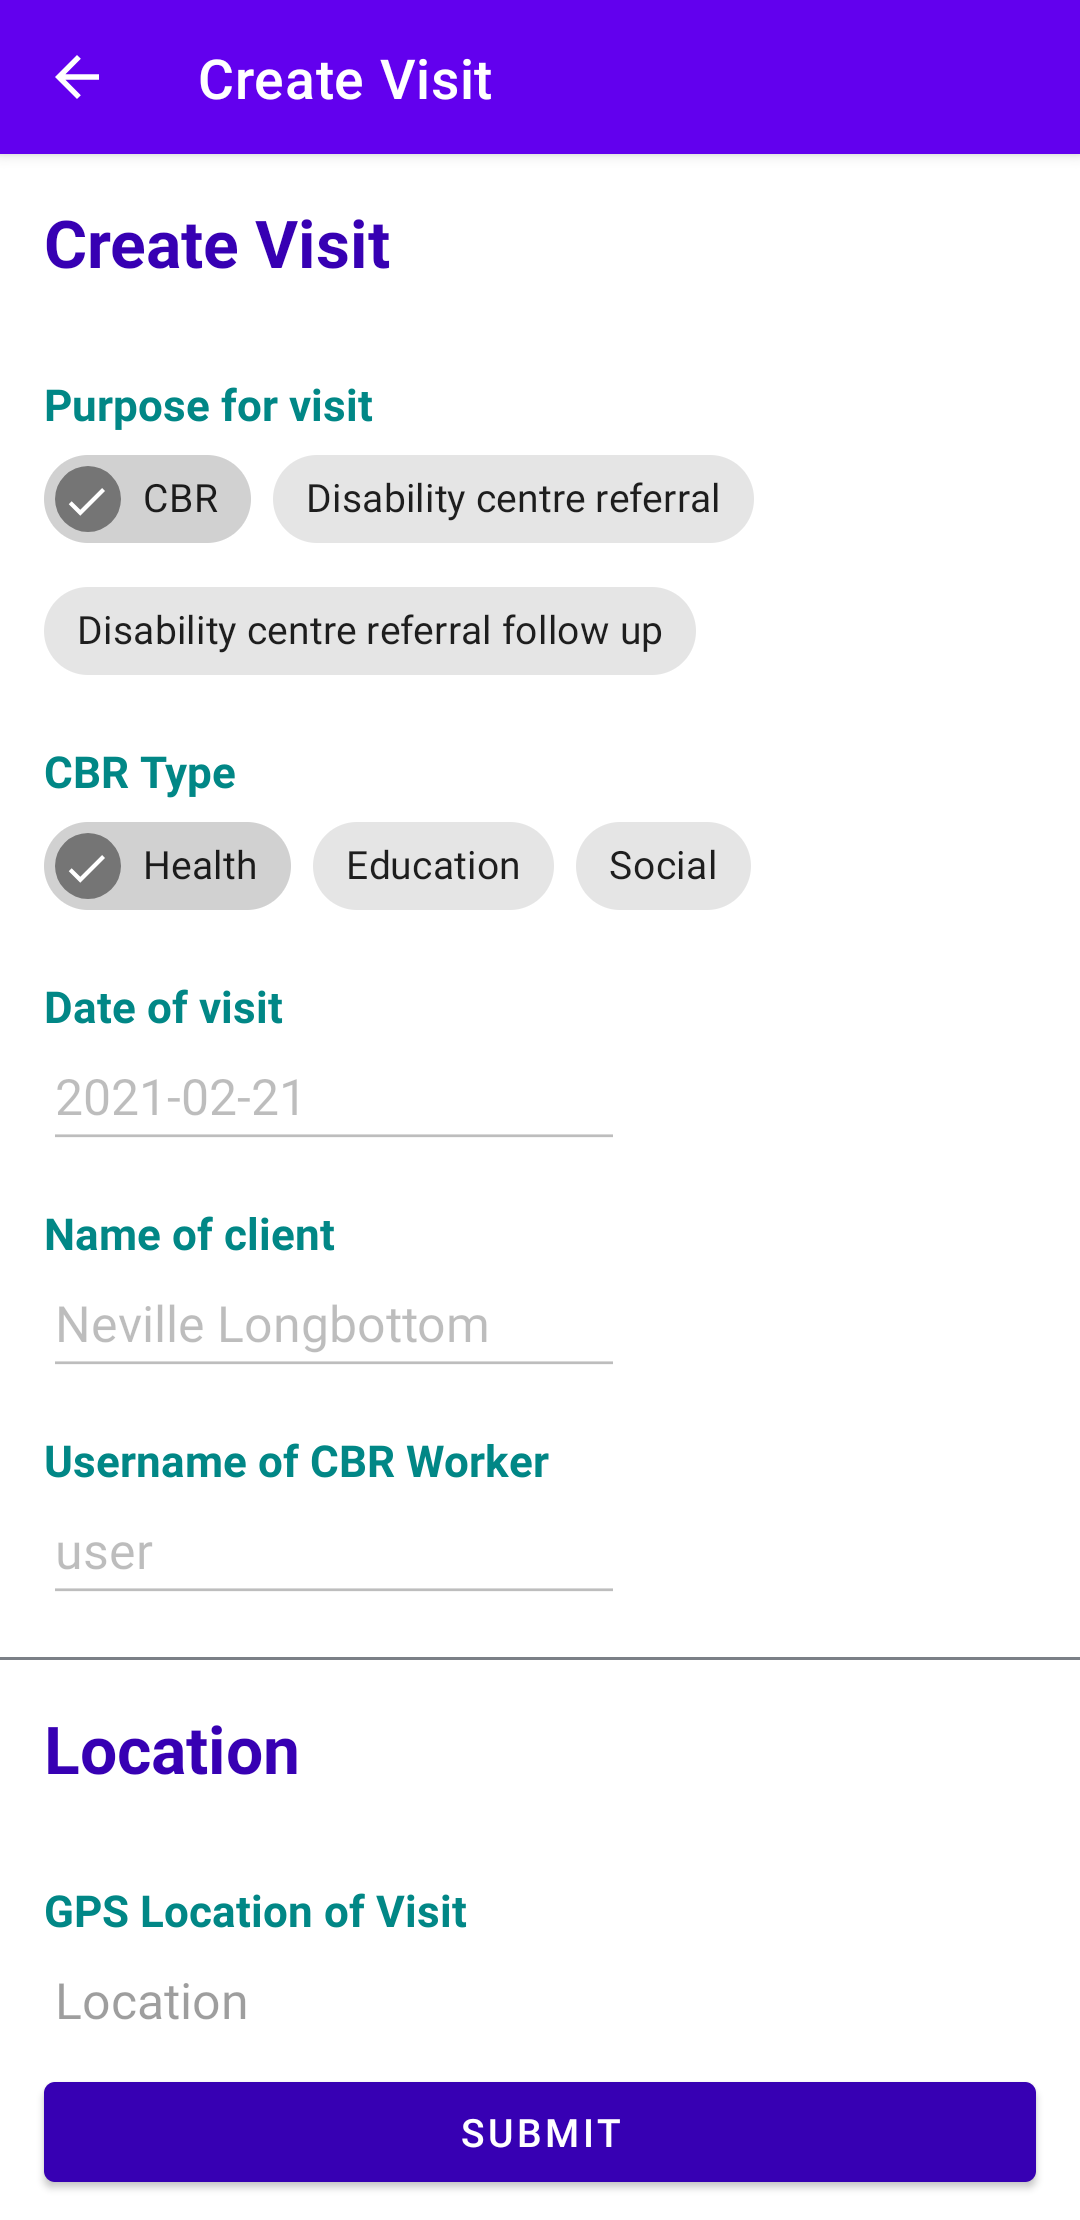 Create Visit
Create Visit
Purpose for visit
CBR
Disability centre referral
Disability centre referral follow up
CBR Type
Health
Education
Social
Date of visit
2021-02-21
Name of client
Neville Longbottom
Username of CBR Worker
user
Location
GPS Location of Visit
Location
SUBMIT